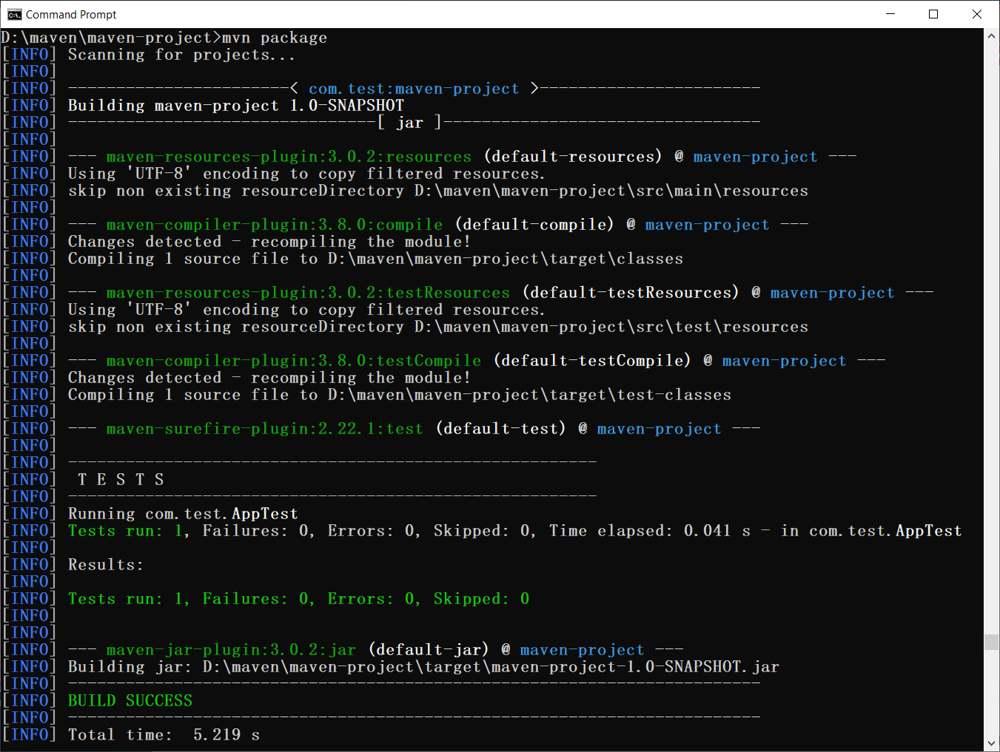 Command Prompt
D:\maven\maven-project>mvn package
[INFO] Scanning for projects...
[INFO]
[INFO] -----------------------< com.test:maven-project >-----------------------
[INFO] Building maven-project 1.0-SNAPSHOT
[INFO] --------------------------------[ jar ]---------------------------------
[INFO]
[INFO] --- maven-resources-plugin:3.0.2:resources (default-resources) @ maven-project ---
[INFO] Using 'UTF-8' encoding to copy filtered resources.
[INFO] skip non existing resourceDirectory D:\maven\maven-project\src\main\resources
[INFO]
[INFO] --- maven-compiler-plugin:3.8.0:compile (default-compile) @ maven-project ---
[INFO] Changes detected - recompiling the module!
[INFO] Compiling 1 source file to D:\maven\maven-project\target\classes
[INFO]
[INFO] --- maven-resources-plugin:3.0.2:testResources (default-testResources) @ maven-project ---
[INFO] Using 'UTF-8' encoding to copy filtered resources.
[INFO] skip non existing resourceDirectory D:\maven\maven-project\src\test\resources
[INFO]
[INFO] --- maven-compiler-plugin:3.8.0:testCompile (default-testCompile) @ maven-project ---
[INFO] Changes detected - recompiling the module!
[INFO] Compiling 1 source file to D:\maven\maven-project\target\test-classes
[INFO]
[INFO] --- maven-surefire-plugin:2.22.1:test (default-test) @ maven-project ---
[INFO]
[INFO] -------------------------------------------------------
[INFO]  T E S T S
[INFO] -------------------------------------------------------
[INFO] Running com.test.AppTest
[INFO] Tests run: 1, Failures: 0, Errors: 0, Skipped: 0, Time elapsed: 0.041 s - in com.test.AppTest
[INFO]
[INFO] Results:
[INFO]
[INFO] Tests run: 1, Failures: 0, Errors: 0, Skipped: 0
[INFO]
[INFO]
[INFO] --- maven-jar-plugin:3.0.2:jar (default-jar) @ maven-project ---
[INFO] Building jar: D:\maven\maven-project\target\maven-project-1.0-SNAPSHOT.jar
[INFO] ------------------------------------------------------------------------
[INFO] BUILD SUCCESS
[INFO] ------------------------------------------------------------------------
[INFO] Total time:  5.219 s